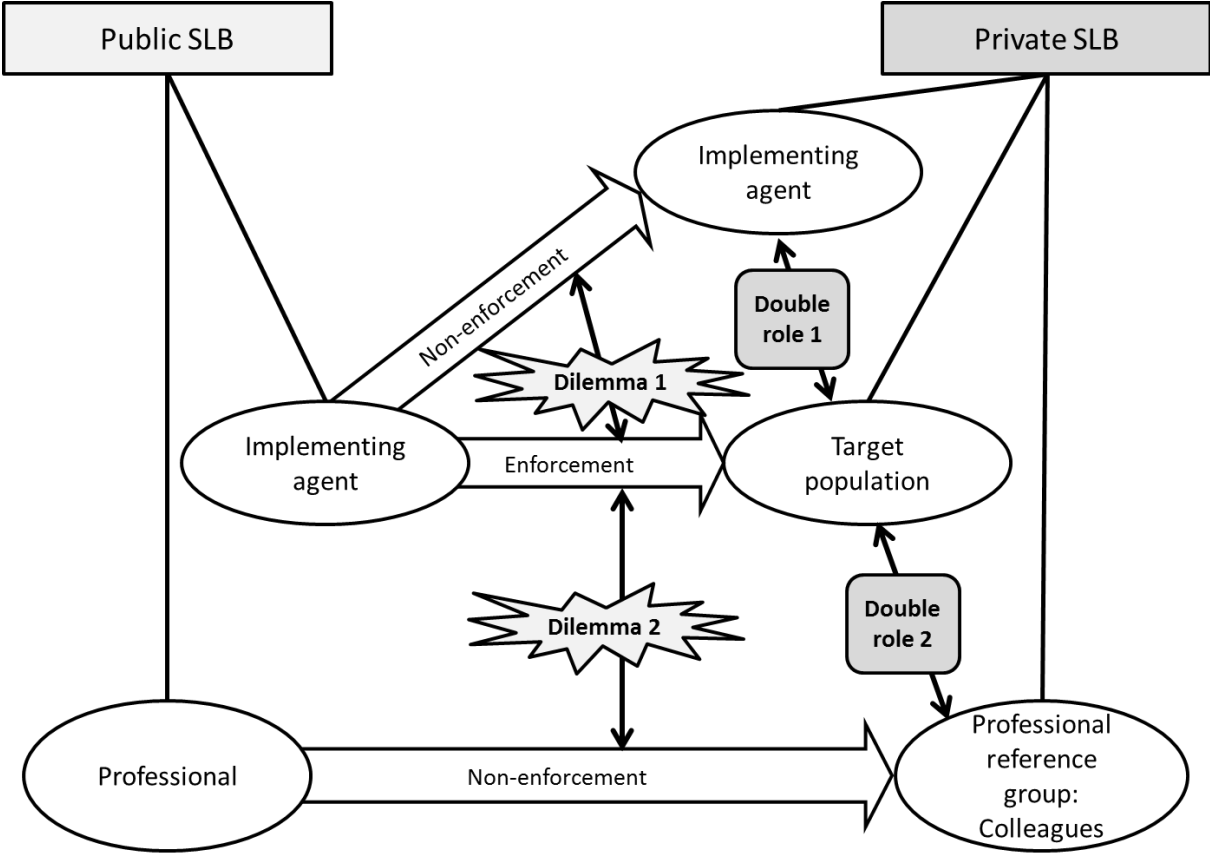 Public SLB
Private SLB
Implementing
agent
Non-enforcement
Double
role 1
Dilemma 1
Implementing
agent
Enforcement
Target
population
Dilemma 2
Double
role 2
Professional
Non-enforcement
Professional
reference
group:
Colleagues